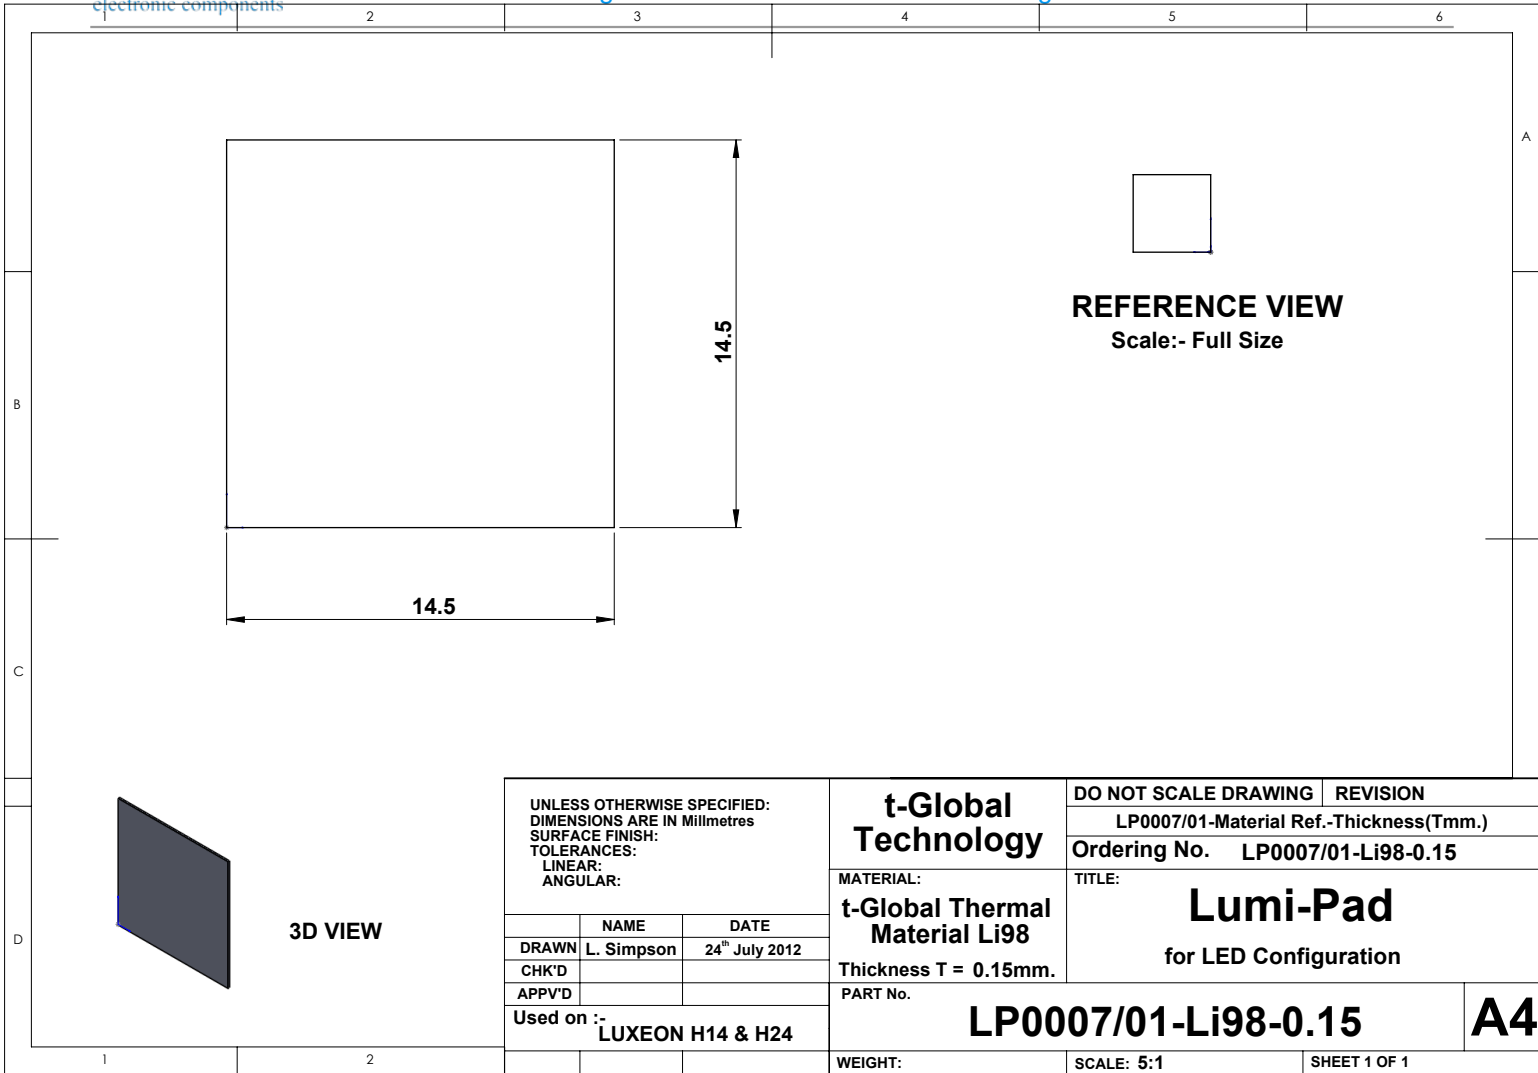 electronic components
1 2 3 4 5 6
A
14.5
REFERENCE VIEW
Scale:- Full Size
B
14.5
C
3D VIEW
D
UNLESS OTHERWISE SPECIFIED:
DIMENSIONS ARE IN Millmetres
SURFACE FINISH:
TOLERANCES:
LINEAR:
ANGULAR:
NAME DATE
DRAWN L. Simpson 24th July 2012
CHK'D
APPV'D
Used on :-
LUXEON H14 & H24
t-Global
Technology
MATERIAL:
t-Global Thermal
Material Li98
Thickness T = 0.15mm.
DO NOT SCALE DRAWING REVISION
LP0007/01-Material Ref.-Thickness(Tmm.)
Ordering No. LP0007/01-Li98-0.15
TITLE:
Lumi-Pad
for LED Configuration
PART No.
LP0007/01-Li98-0.15
A4
WEIGHT:
SCALE: 5:1
SHEET 1 OF 1
1 2